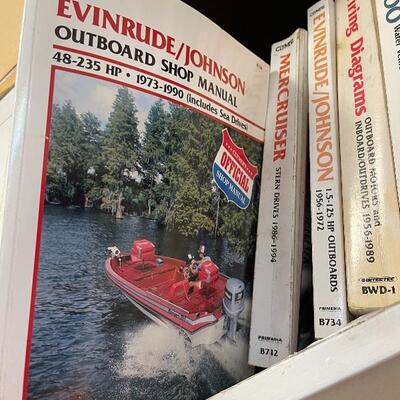 EVINRUDE/JOHNSON
OUTBOARD SHOP MANUAL
48-235 HP • 1973-1990 (includes Sea Drives)
OFFICIAL
SHOP MANUAL
MERCRUISER
STERN DRIVES 1986-1994
B712
EVINRUDE/JOHNSON
1.5-125 HP OUTBOARDS
1956-1972
B734
Diagrams
OUTBOARD MOTORS and
INBOARD/OUTDRIVES 1956-1989
BWD-1